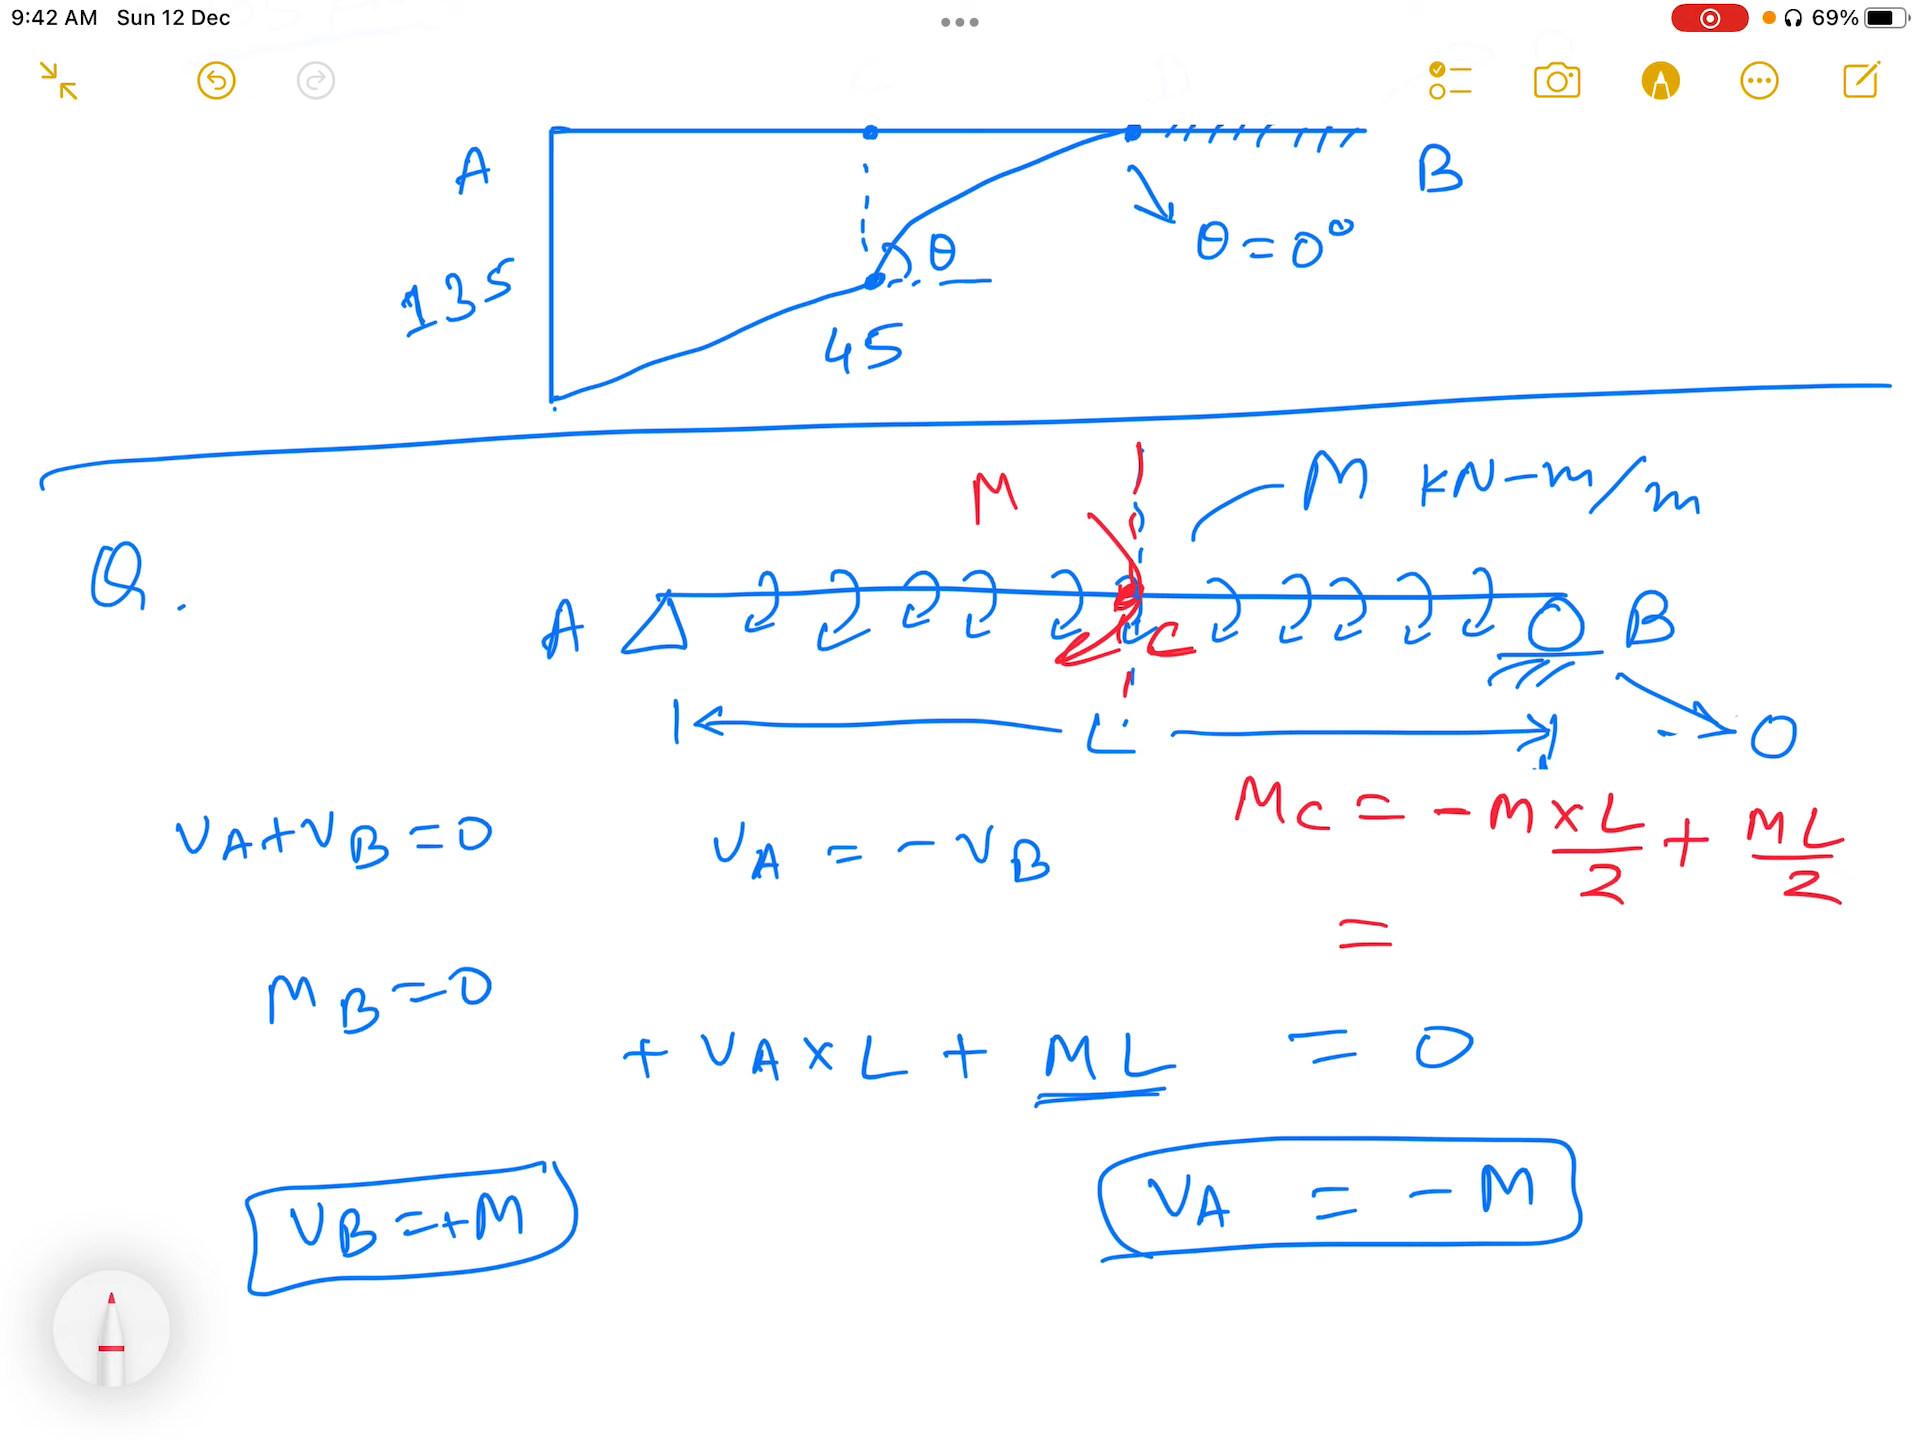 9:42 AM Sun 12 Dec
69%
A
B
θ = 0°
θ
135
45
M
M kN-m/m
Q.
A
C
B
L
0
VA+VB=0
VA = -VB
MC = -M×L/2 + ML/2
=
MB=0
+ VA×L + ML = 0
VB=+M
VA = -M